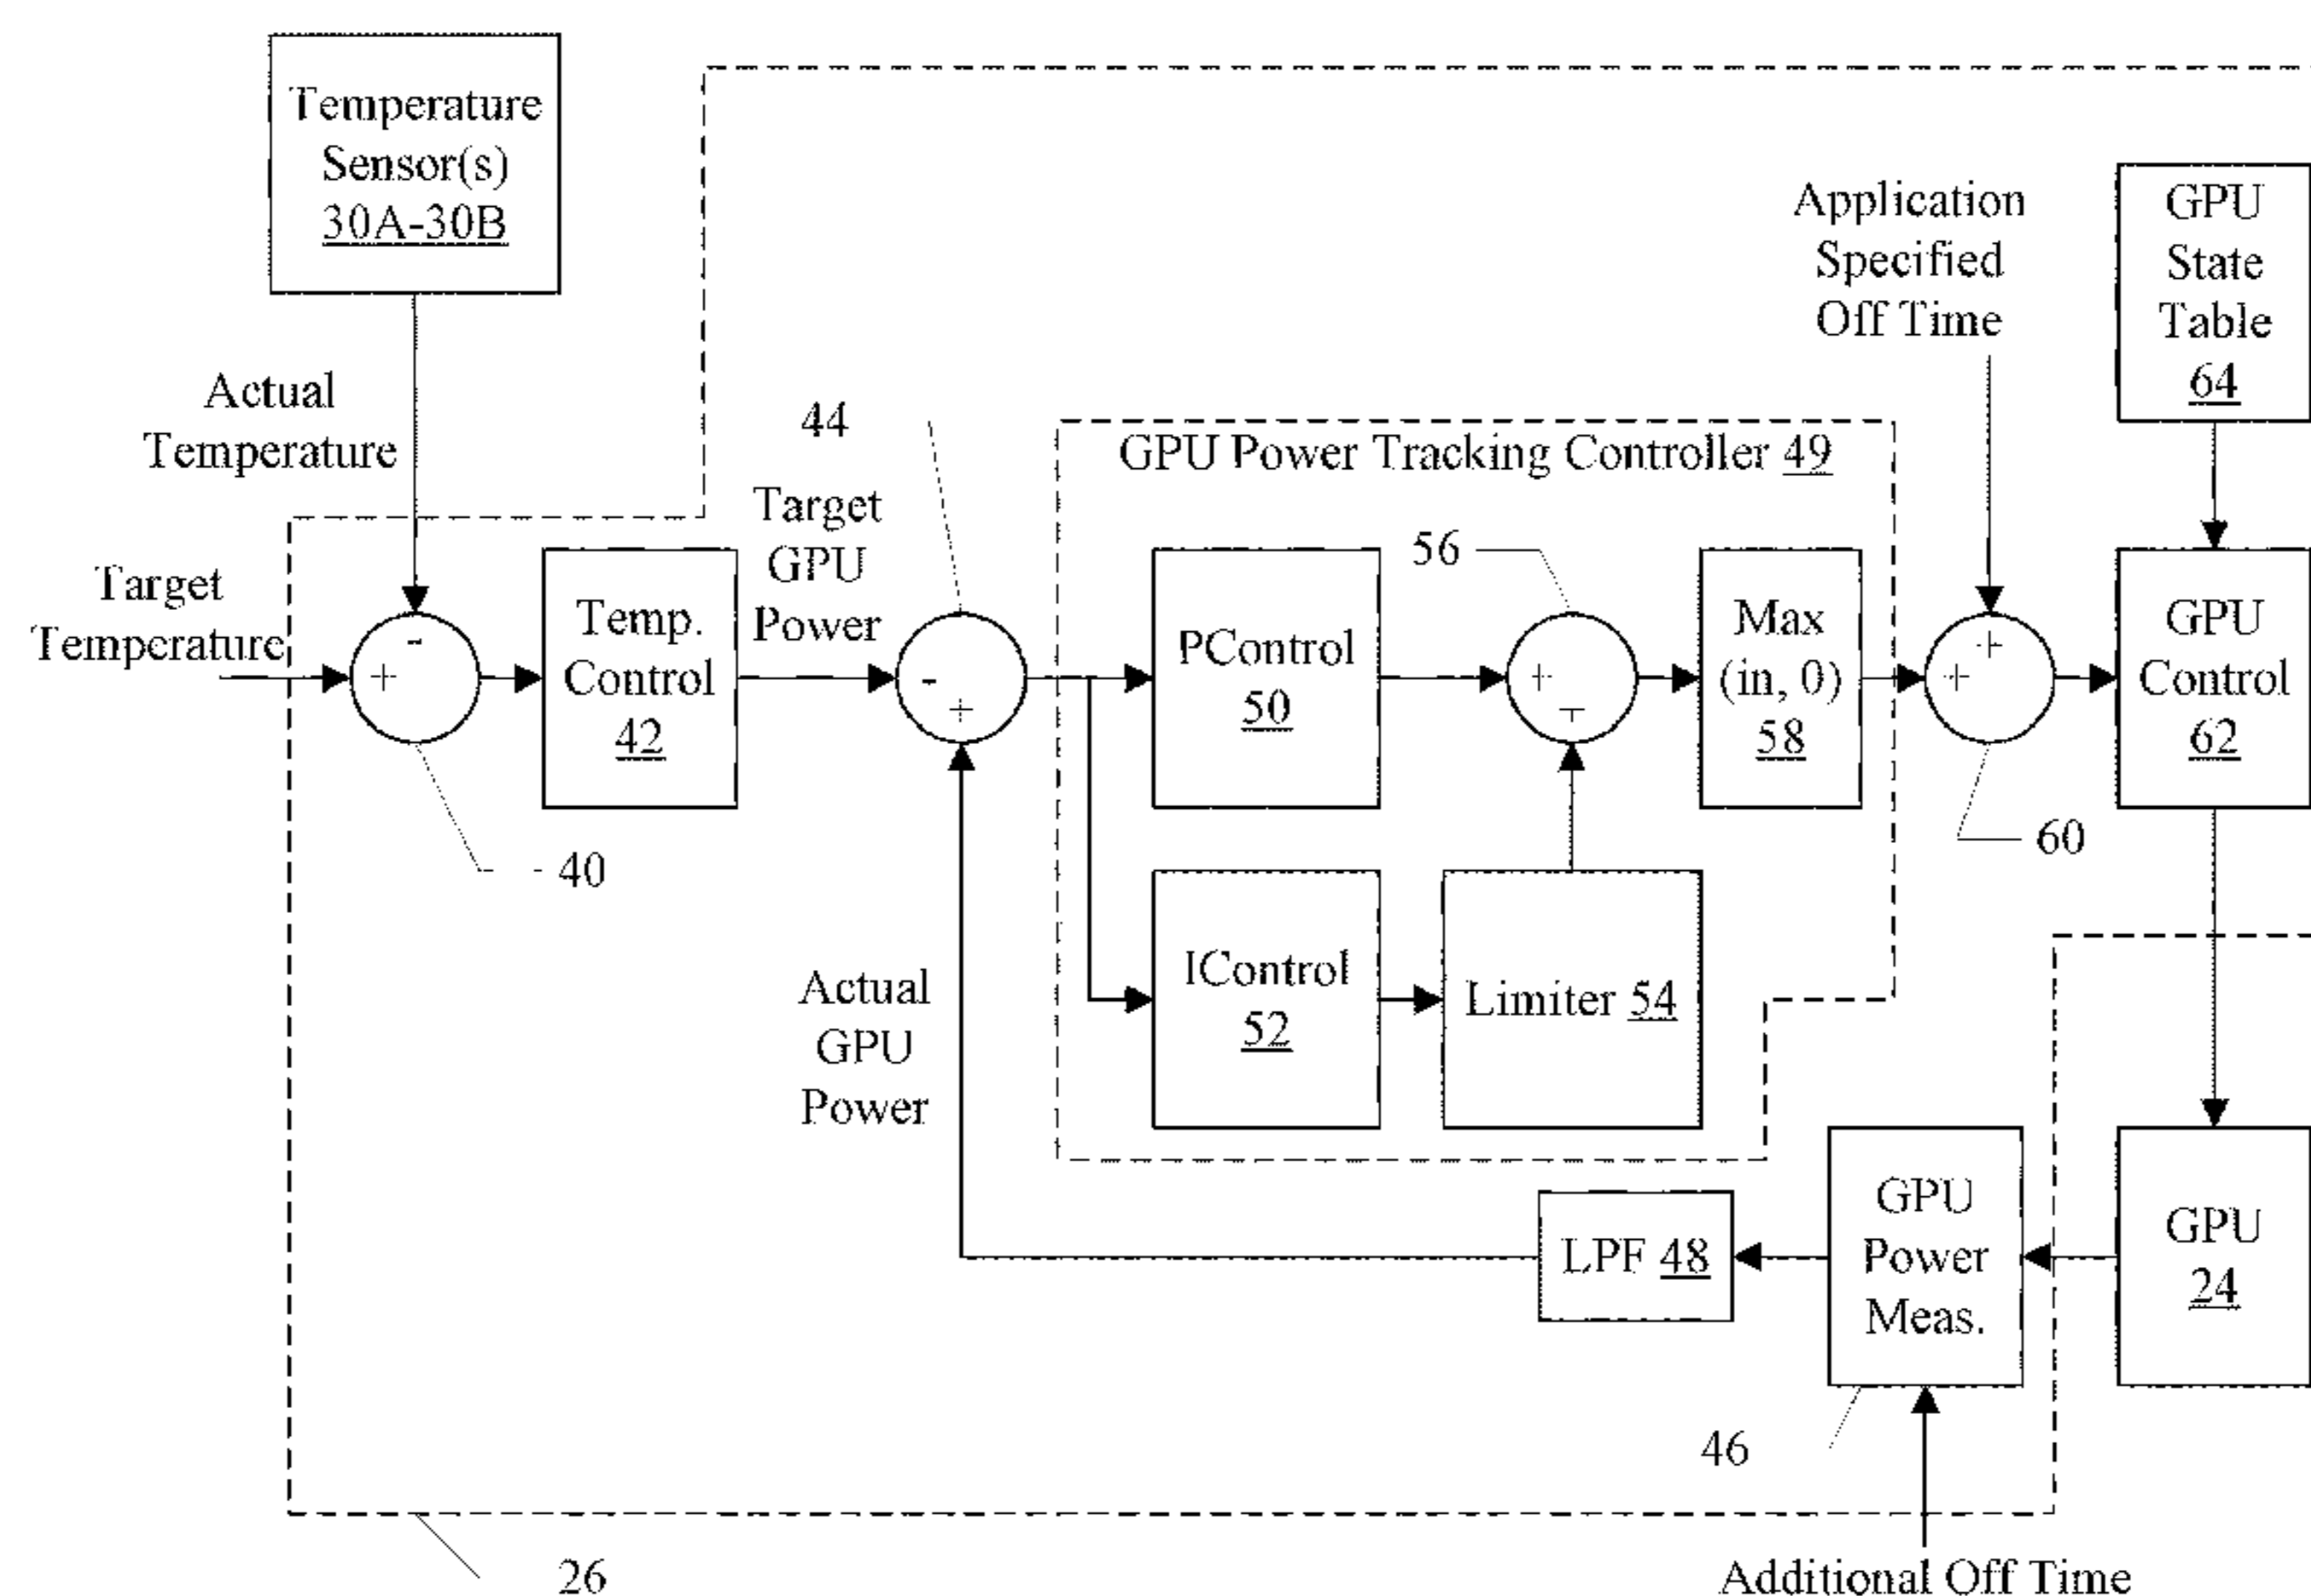 Temperature
Sensor(s)
30A-30B
Application
Specified
Off Time
GPU
State
Table
64
Actual
Temperature
44
GPU Power Tracking Controller 49
Target
GPU
Power
56
Target
Temperature
+
-
Temp.
Control
42
-
+
PControl
50
+
+
Max
(in, 0)
58
+
+
GPU
Control
62
40
60
Actual
GPU
Power
IControl
52
Limiter 54
LPF 48
GPU
Power
Meas.
GPU
24
46
26
Additional Off Time